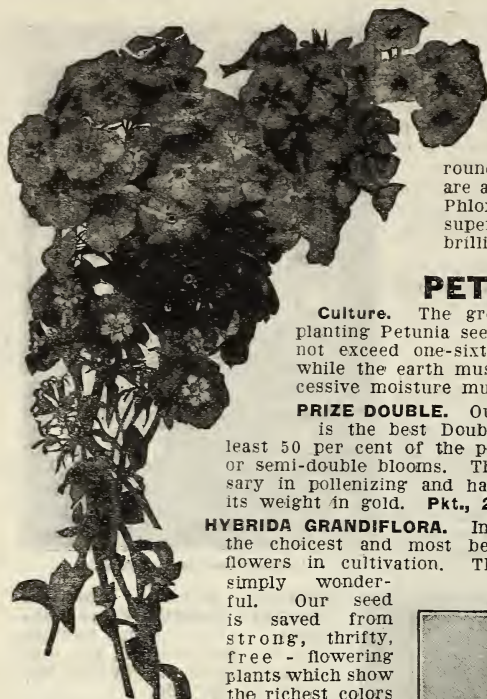 roun
are a
Phlox
super
brilli
PET
Culture. The gr
planting Petunia see
not exceed one-sixt
while the earth mus
cessive moisture mu
PRIZE DOUBLE. Ou
is the best Doub
least 50 per cent of the p
or semi-double blooms. Th
sary in pollenizing and ha
its weight in gold. Pkt., 2
HYBRIDA GRANDIFLORA. In
the choicest and most be
flowers in cultivation. Th
simply wonder-
ful. Our seed
is saved from
strong, thrifty,
free - flowering
plants which show
the richest colors